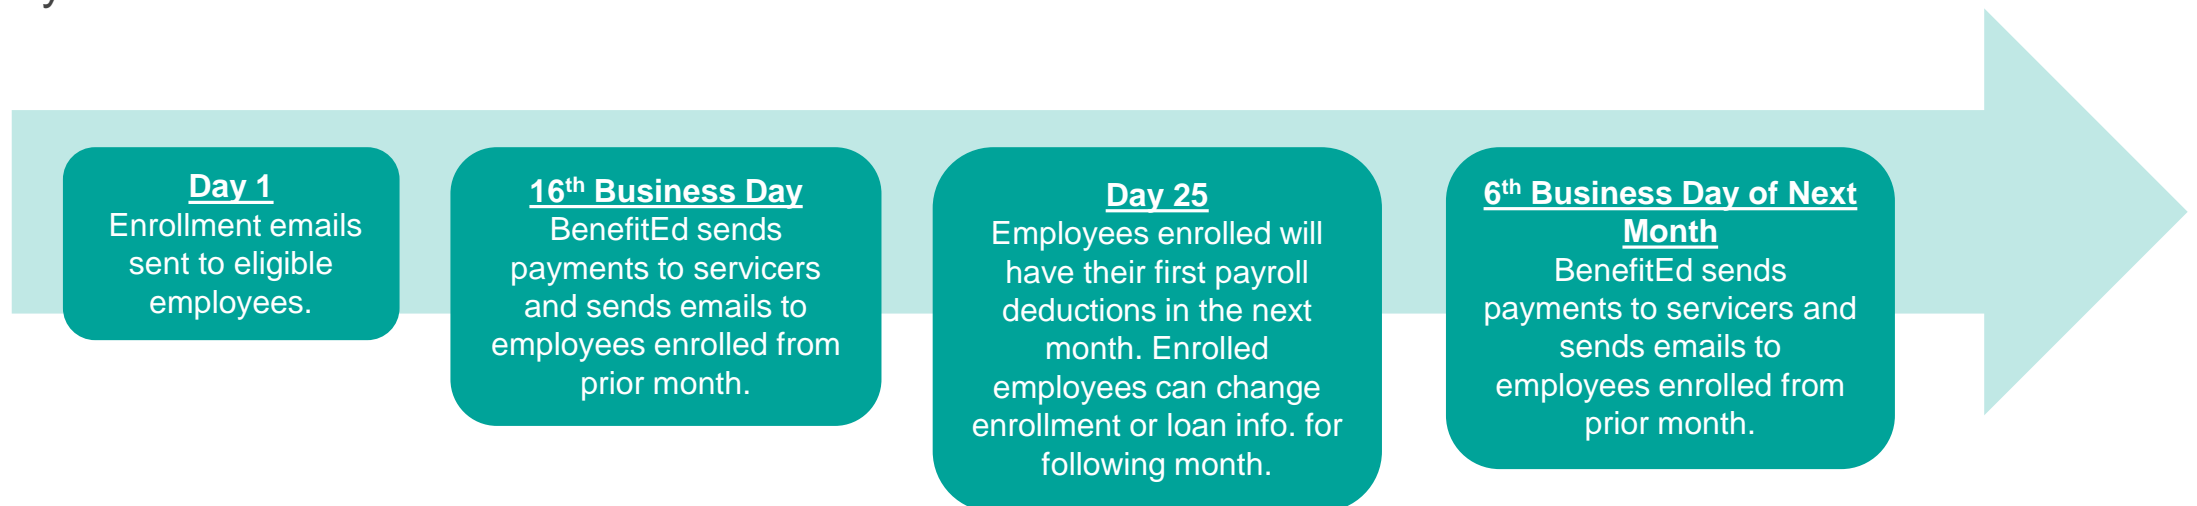 Day 1
Enrollment emails
sent to eligible
employees.
16th Business Day
BenefitEd sends
payments to servicers
and sends emails to
employees enrolled from
prior month.
Day 25
Employees enrolled will
have their first payroll
deductions in the next
month. Enrolled
employees can change
enrollment or loan info. for
following month.
6th Business Day of Next
Month
BenefitEd sends
payments to servicers and
sends emails to
employees enrolled from
prior month.